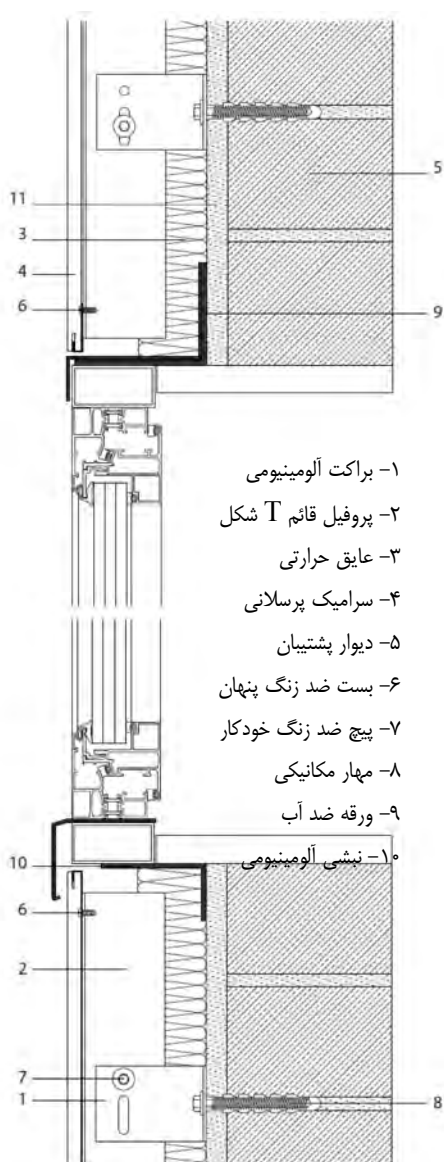 5
11
3
4
6
9
۱- براکت آلومینیومی
۲- پروفیل قائم T شکل
۳- عایق حرارتی
۴- سرامیک پرسلانی
۵- دیوار پشتیبان
۶- بست ضد زنگ پنهان
۷- پیچ ضد زنگ خودکار
۸- مهار مکانیکی
۹- ورقه ضد آب
۱۰- نبشی آلومینیومی
10
6
2
7
1
8